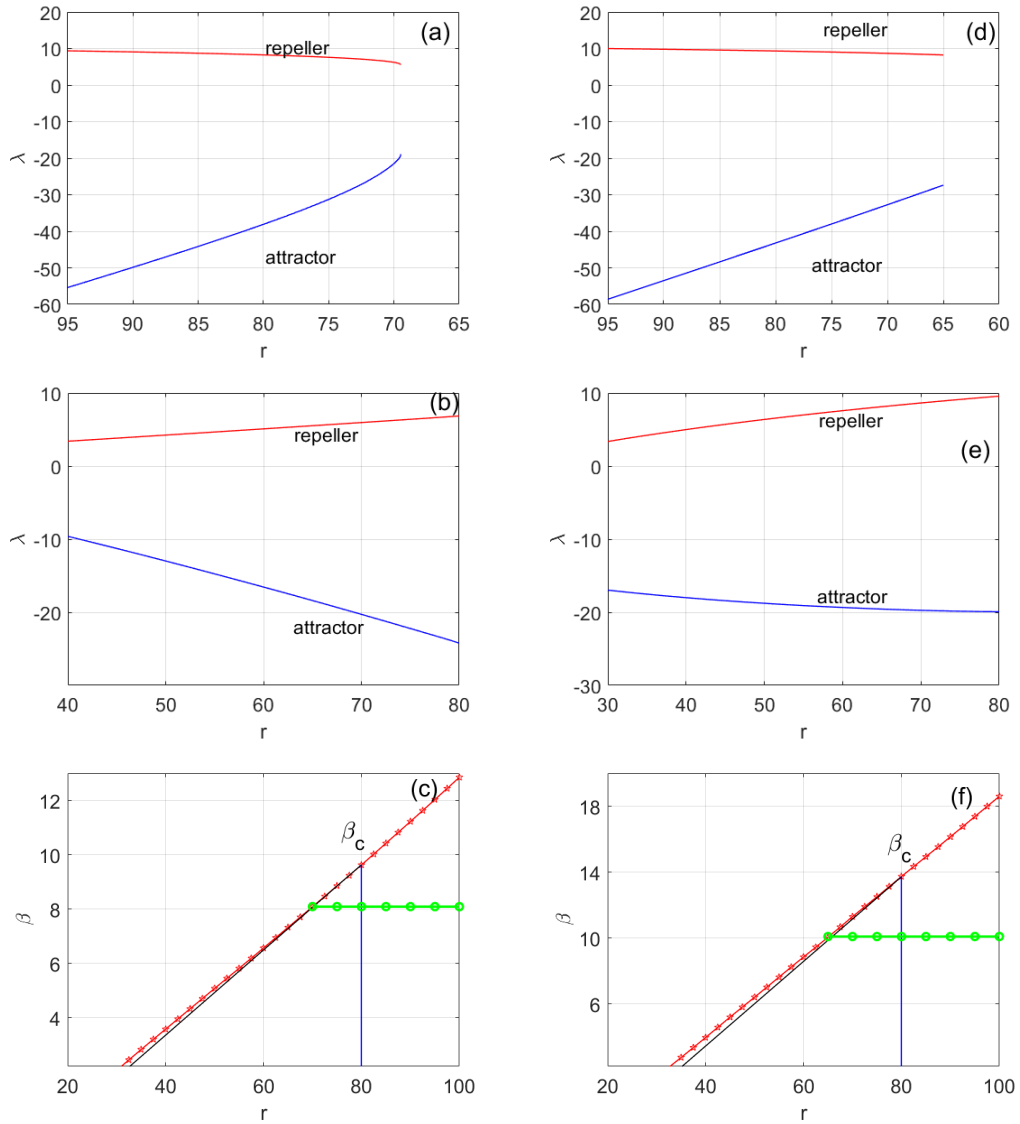 20
10
0
-10
-20
-30
-40
-50
-60
λ
repeller
(a)
attractor
95 90 85 80 75 70 65
r
20
10
0
-10
-20
-30
-40
-50
-60
λ
repeller
(d)
attractor
95 90 85 80 75 70 65 60
r
10
0
-10
-20
λ
(b)
repeller
attractor
40 50 60 70 80
r
10
0
-10
-20
-30
λ
repeller
(e)
attractor
30 40 50 60 70 80
r
12
10
8
6
4
β
(c)
βc
20 40 60 80 100
r
18
14
10
6
β
(f)
βc
20 40 60 80 100
r